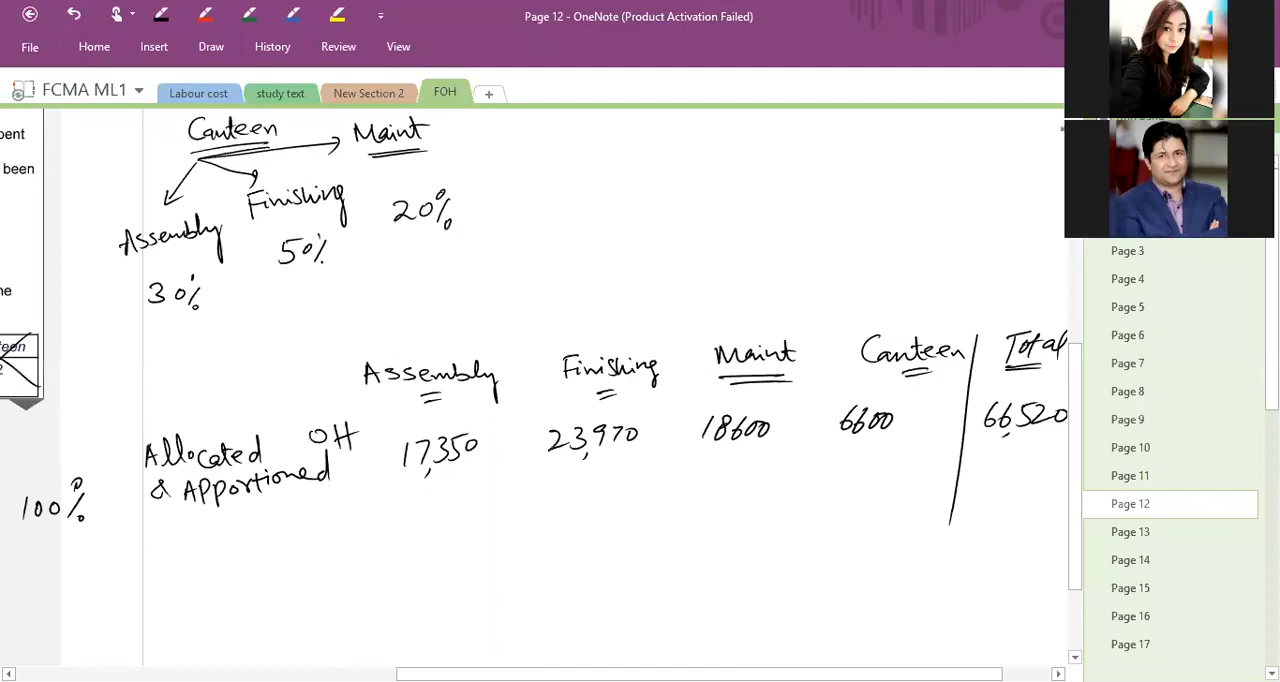 Page 12 - OneNote (Product Activation Failed)
File Home Insert Draw History Review View
FCMA ML1 Labour cost study text New Section 2 FOH
pent
been
ne
teen
Canteen Maint
Assembly Finishing 20%
50%
30%
Assembly Finishing Maint Canteen Total
Allocated OH 17,350 23,970 18600 6600 66,520
& Apportioned
100%
Page 3
Page 4
Page 5
Page 6
Page 7
Page 8
Page 9
Page 10
Page 11
Page 12
Page 13
Page 14
Page 15
Page 16
Page 17